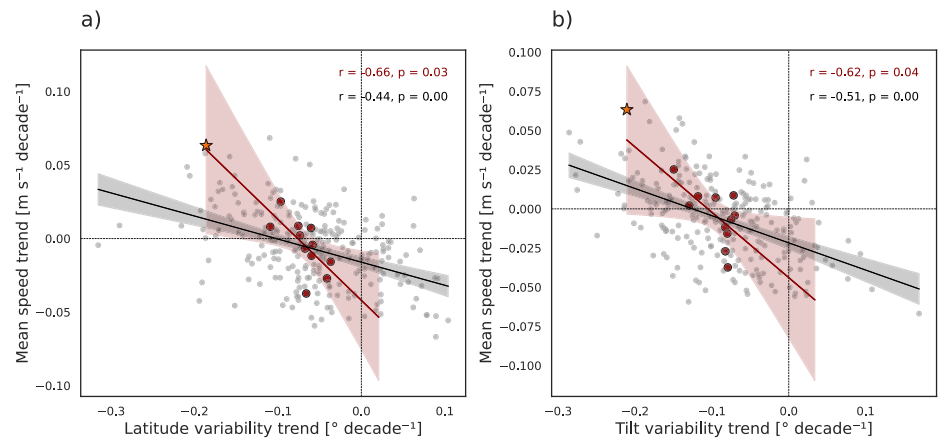 a)
r = -0.66, p = 0.03
r = -0.44, p = 0.00
0.10
0.05
0.00
−0.05
−0.10
Mean speed trend [m s⁻¹ decade⁻¹]
−0.3
−0.2
−0.1
0.0
0.1
Latitude variability trend [° decade⁻¹]
b)
r = -0.62, p = 0.04
r = -0.51, p = 0.00
0.100
0.075
0.050
0.025
0.000
−0.025
−0.050
−0.075
−0.100
Mean speed trend [m s⁻¹ decade⁻¹]
−0.3
−0.2
−0.1
0.0
0.1
Tilt variability trend [° decade⁻¹]